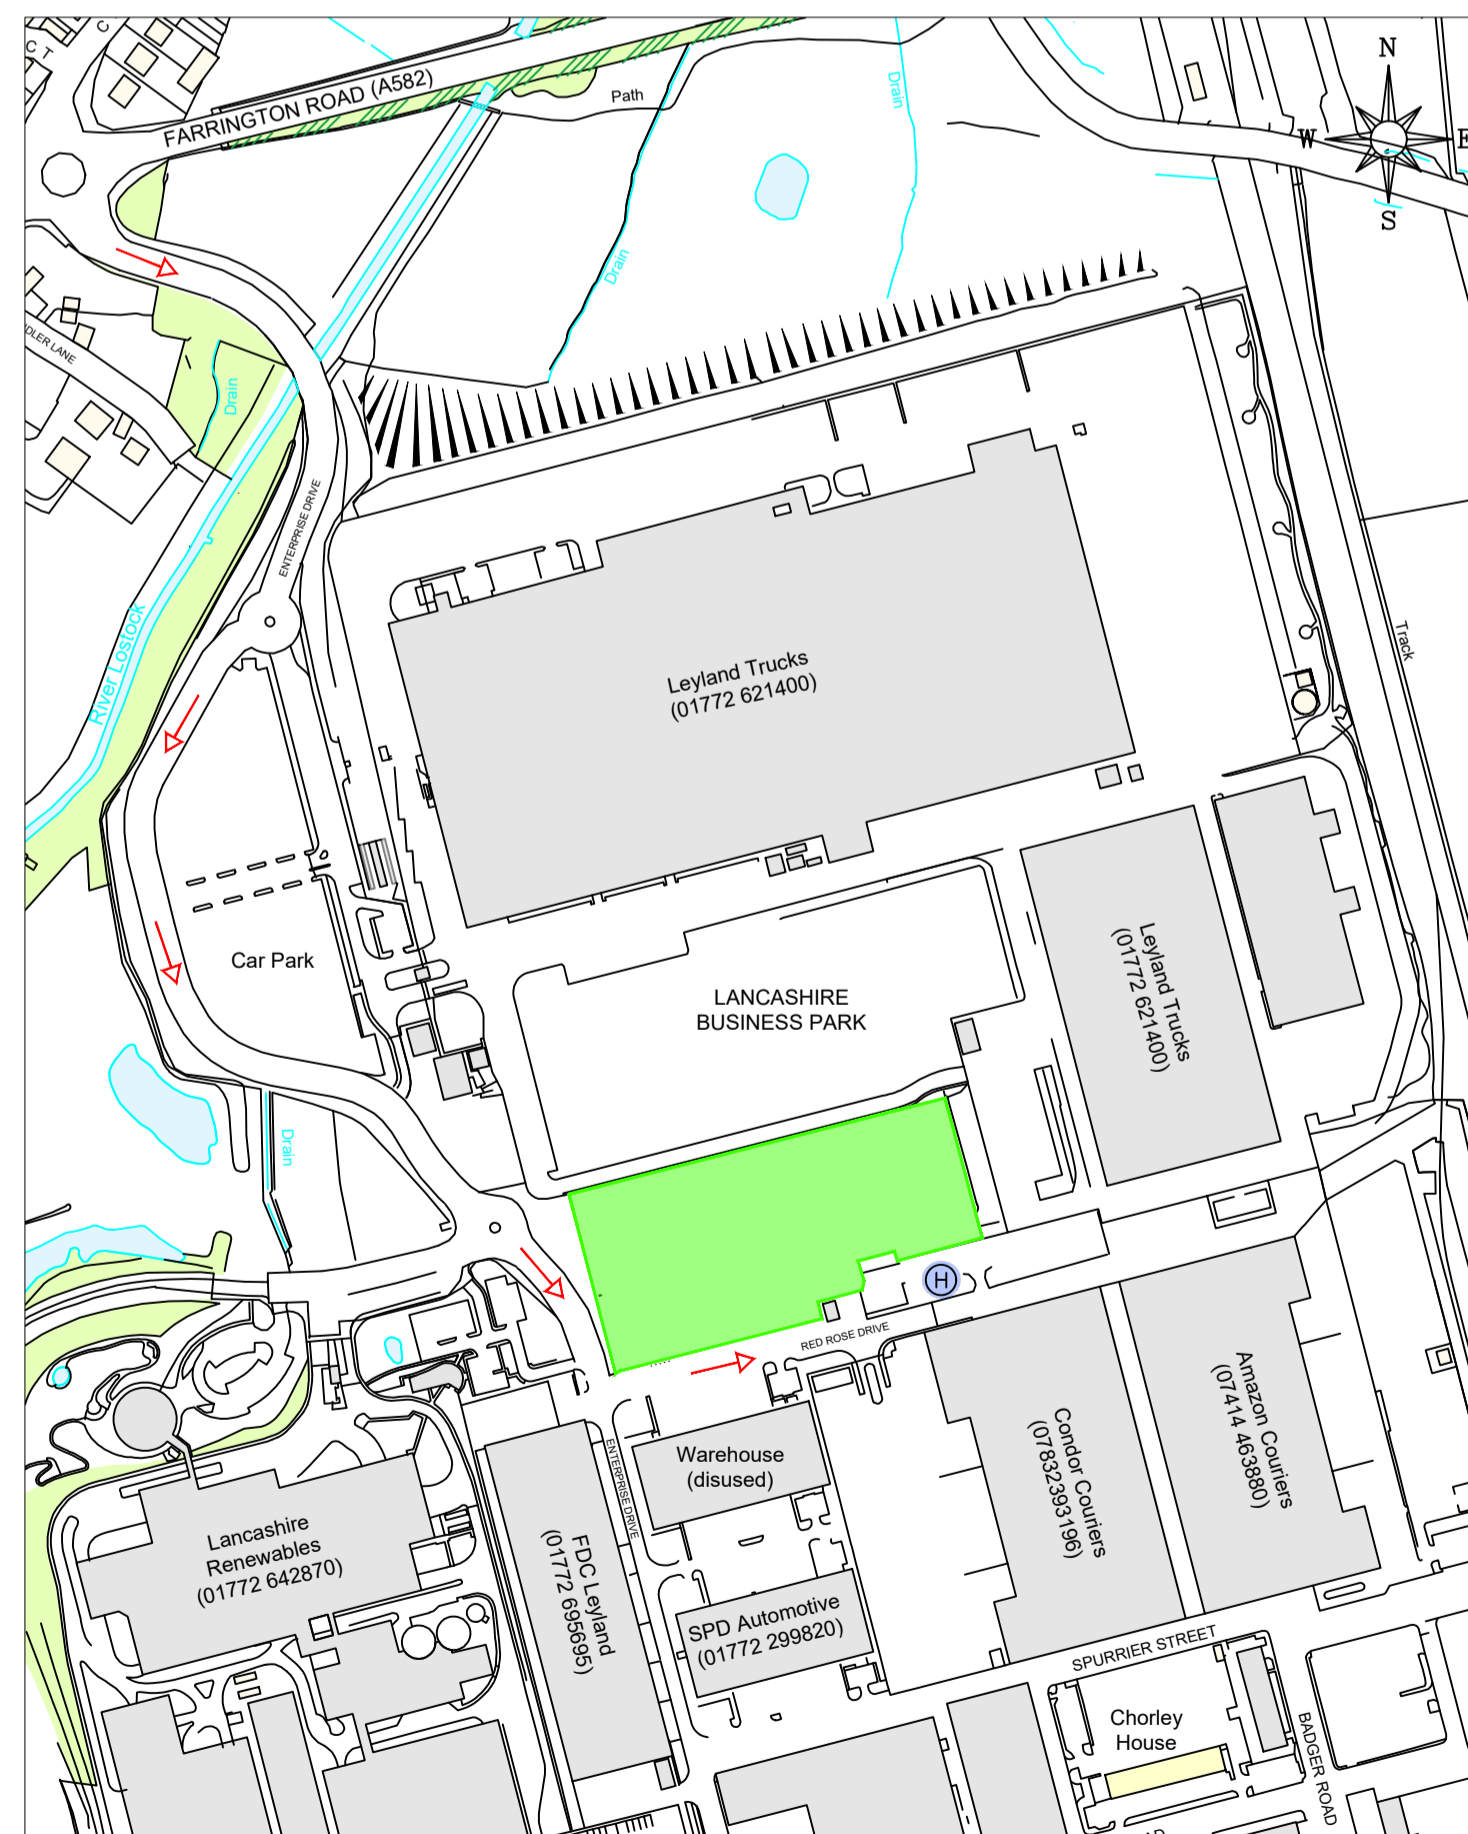 C T
C
FARRINGTON ROAD (A582)
Path
Drain
N
W
E
S
Drain
DLER LANE
Drain
ENTERPRISE DRIVE
River Lostock
Track
Leyland Trucks
(01772 621400)
Car Park
LANCASHIRE
BUSINESS PARK
Leyland Trucks
(01772 621400)
Drain
H
RED ROSE DRIVE
Warehouse
(disused)
ENTERPRISE DRIVE
Condor Couriers
(07832393196)
Amazon Couriers
(07414 463880)
Lancashire
Renewables
(01772 642870)
FDC Leyland
(01772 695695)
SPD Automotive
(01772 299820)
SPURRIER STREET
Chorley
House
BADGER ROAD